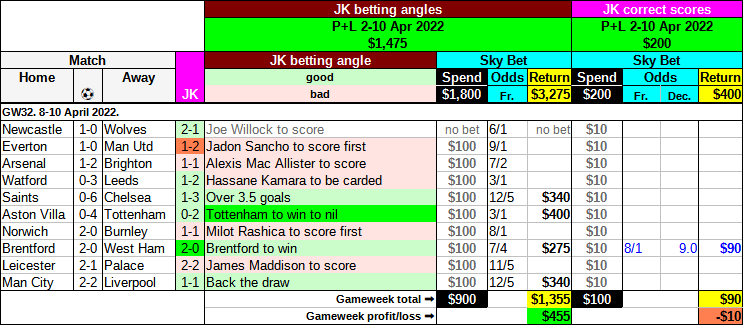 JK betting angles JK correct scores
P+L 2-10 Apr 2022 P+L 2-10 Apr 2022
$1,475 $200
Match JK betting angle Sky Bet Sky Bet
Home Away JK good Spend Odds Return Spend Odds Return
bad $1,800 Fr. $3,275 $200 Fr. Dec. $400
GW32. 8-10 April 2022.
Newcastle 1-0 Wolves 2-1 Joe Willock to score no bet 6/1 no bet $10
Everton 1-0 Man Utd 1-2 Jadon Sancho to score first $100 9/1 $10
Arsenal 1-2 Brighton 1-1 Alexis Mac Allister to score $100 7/2 $10
Watford 0-3 Leeds 1-2 Hassane Kamara to be carded $100 3/1 $10
Saints 0-6 Chelsea 1-3 Over 3.5 goals $100 12/5 $340 $10
Aston Villa 0-4 Tottenham 0-2 Tottenham to win to nil $100 3/1 $400 $10
Norwich 2-0 Burnley 1-1 Milot Rashica to score first $100 8/1 $10
Brentford 2-0 West Ham 2-0 Brentford to win $100 7/4 $275 $10 8/1 9.0 $90
Leicester 2-1 Palace 2-2 James Maddison to score $100 11/5 $10
Man City 2-2 Liverpool 1-1 Back the draw $100 12/5 $340 $10
Gameweek total ➡ $900 $1,355 $100 $90
Gameweek profit/loss ➡ $455 -$10